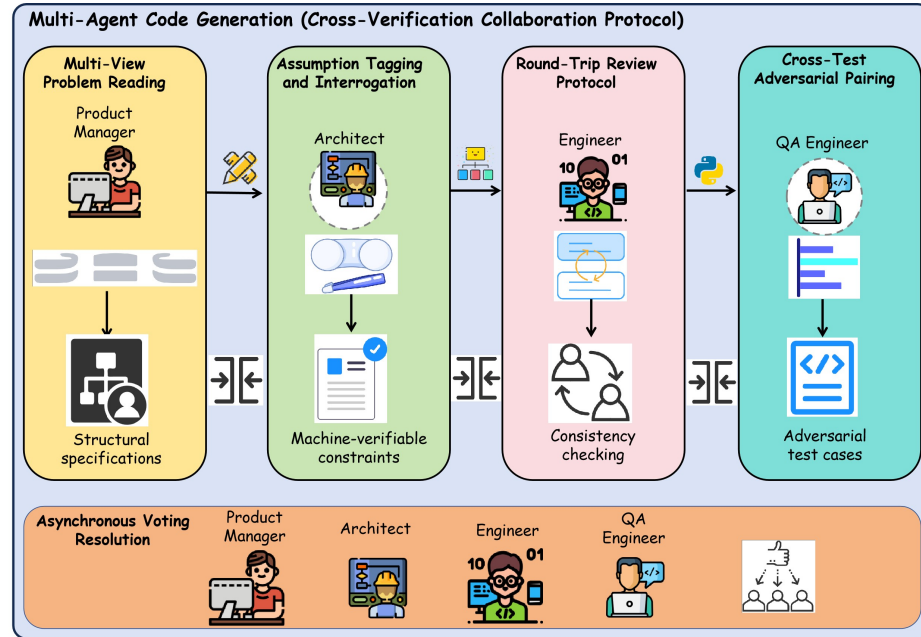 Multi-Agent Code Generation (Cross-Verification Collaboration Protocol)
Multi-View
Problem Reading
Product
Manager
Structural
specifications
Assumption Tagging
and Interrogation
Architect
Machine-verifiable
constraints
Round-Trip Review
Protocol
Engineer
10
01
</>
Consistency
checking
Cross-Test
Adversarial Pairing
QA Engineer
</>
</>
Adversarial
test cases
Asynchronous Voting
Resolution
Product
Manager
Architect
Engineer
10
01
</>
QA
Engineer
</>